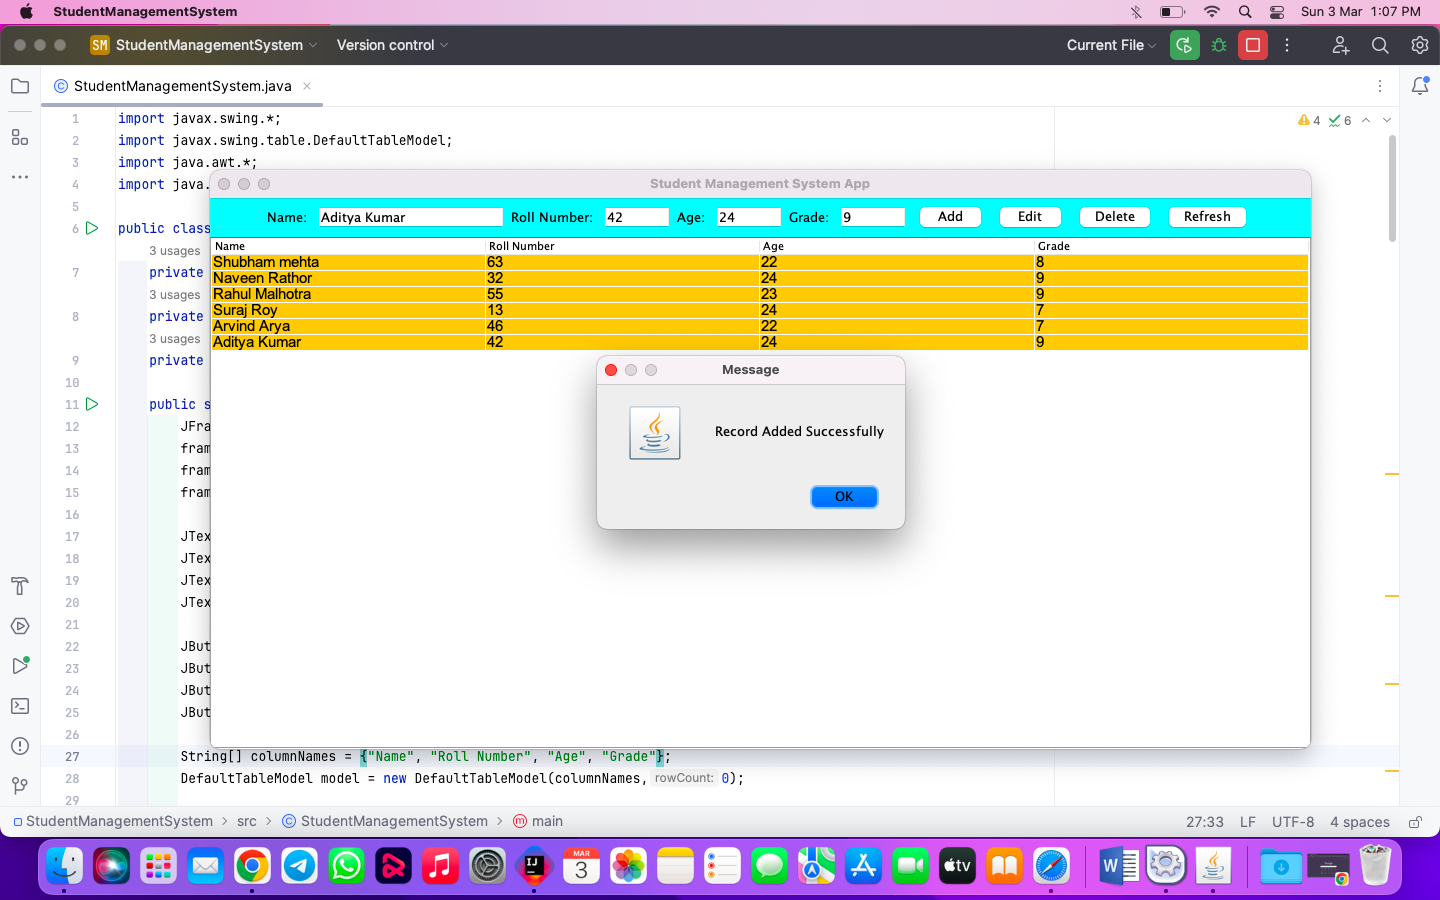 StudentManagementSystem
Sun 3 Mar 1:07 PM
SM StudentManagementSystem
Version control
Current File
StudentManagementSystem.java
4 6
1 import javax.swing.*;
2 import javax.swing.table.DefaultTableModel;
3 import java.awt.*;
4 import java.
5
6 public class
3 usages
7 private
3 usages
8 private
3 usages
9 private
10
11 public s
12 JFra
13 fram
14 fram
15 fram
16
17 JTex
18 JTex
19 JTex
20 JTex
21
22 JBut
23 JBut
24 JBut
25 JBut
26
27 String[] columnNames = {"Name", "Roll Number", "Age", "Grade"};
28 DefaultTableModel model = new DefaultTableModel(columnNames, rowCount: 0);
29
Student Management System App
Name: Aditya Kumar Roll Number: 42 Age: 24 Grade: 9 Add Edit Delete Refresh
Name Roll Number Age Grade
Shubham mehta 63 22 8
Naveen Rathor 32 24 9
Rahul Malhotra 55 23 9
Suraj Roy 13 24 7
Arvind Arya 46 22 7
Aditya Kumar 42 24 9
Message
Record Added Successfully
OK
StudentManagementSystem > src > StudentManagementSystem > main
27:33 LF UTF-8 4 spaces
IJ
MAR
3
tv
W